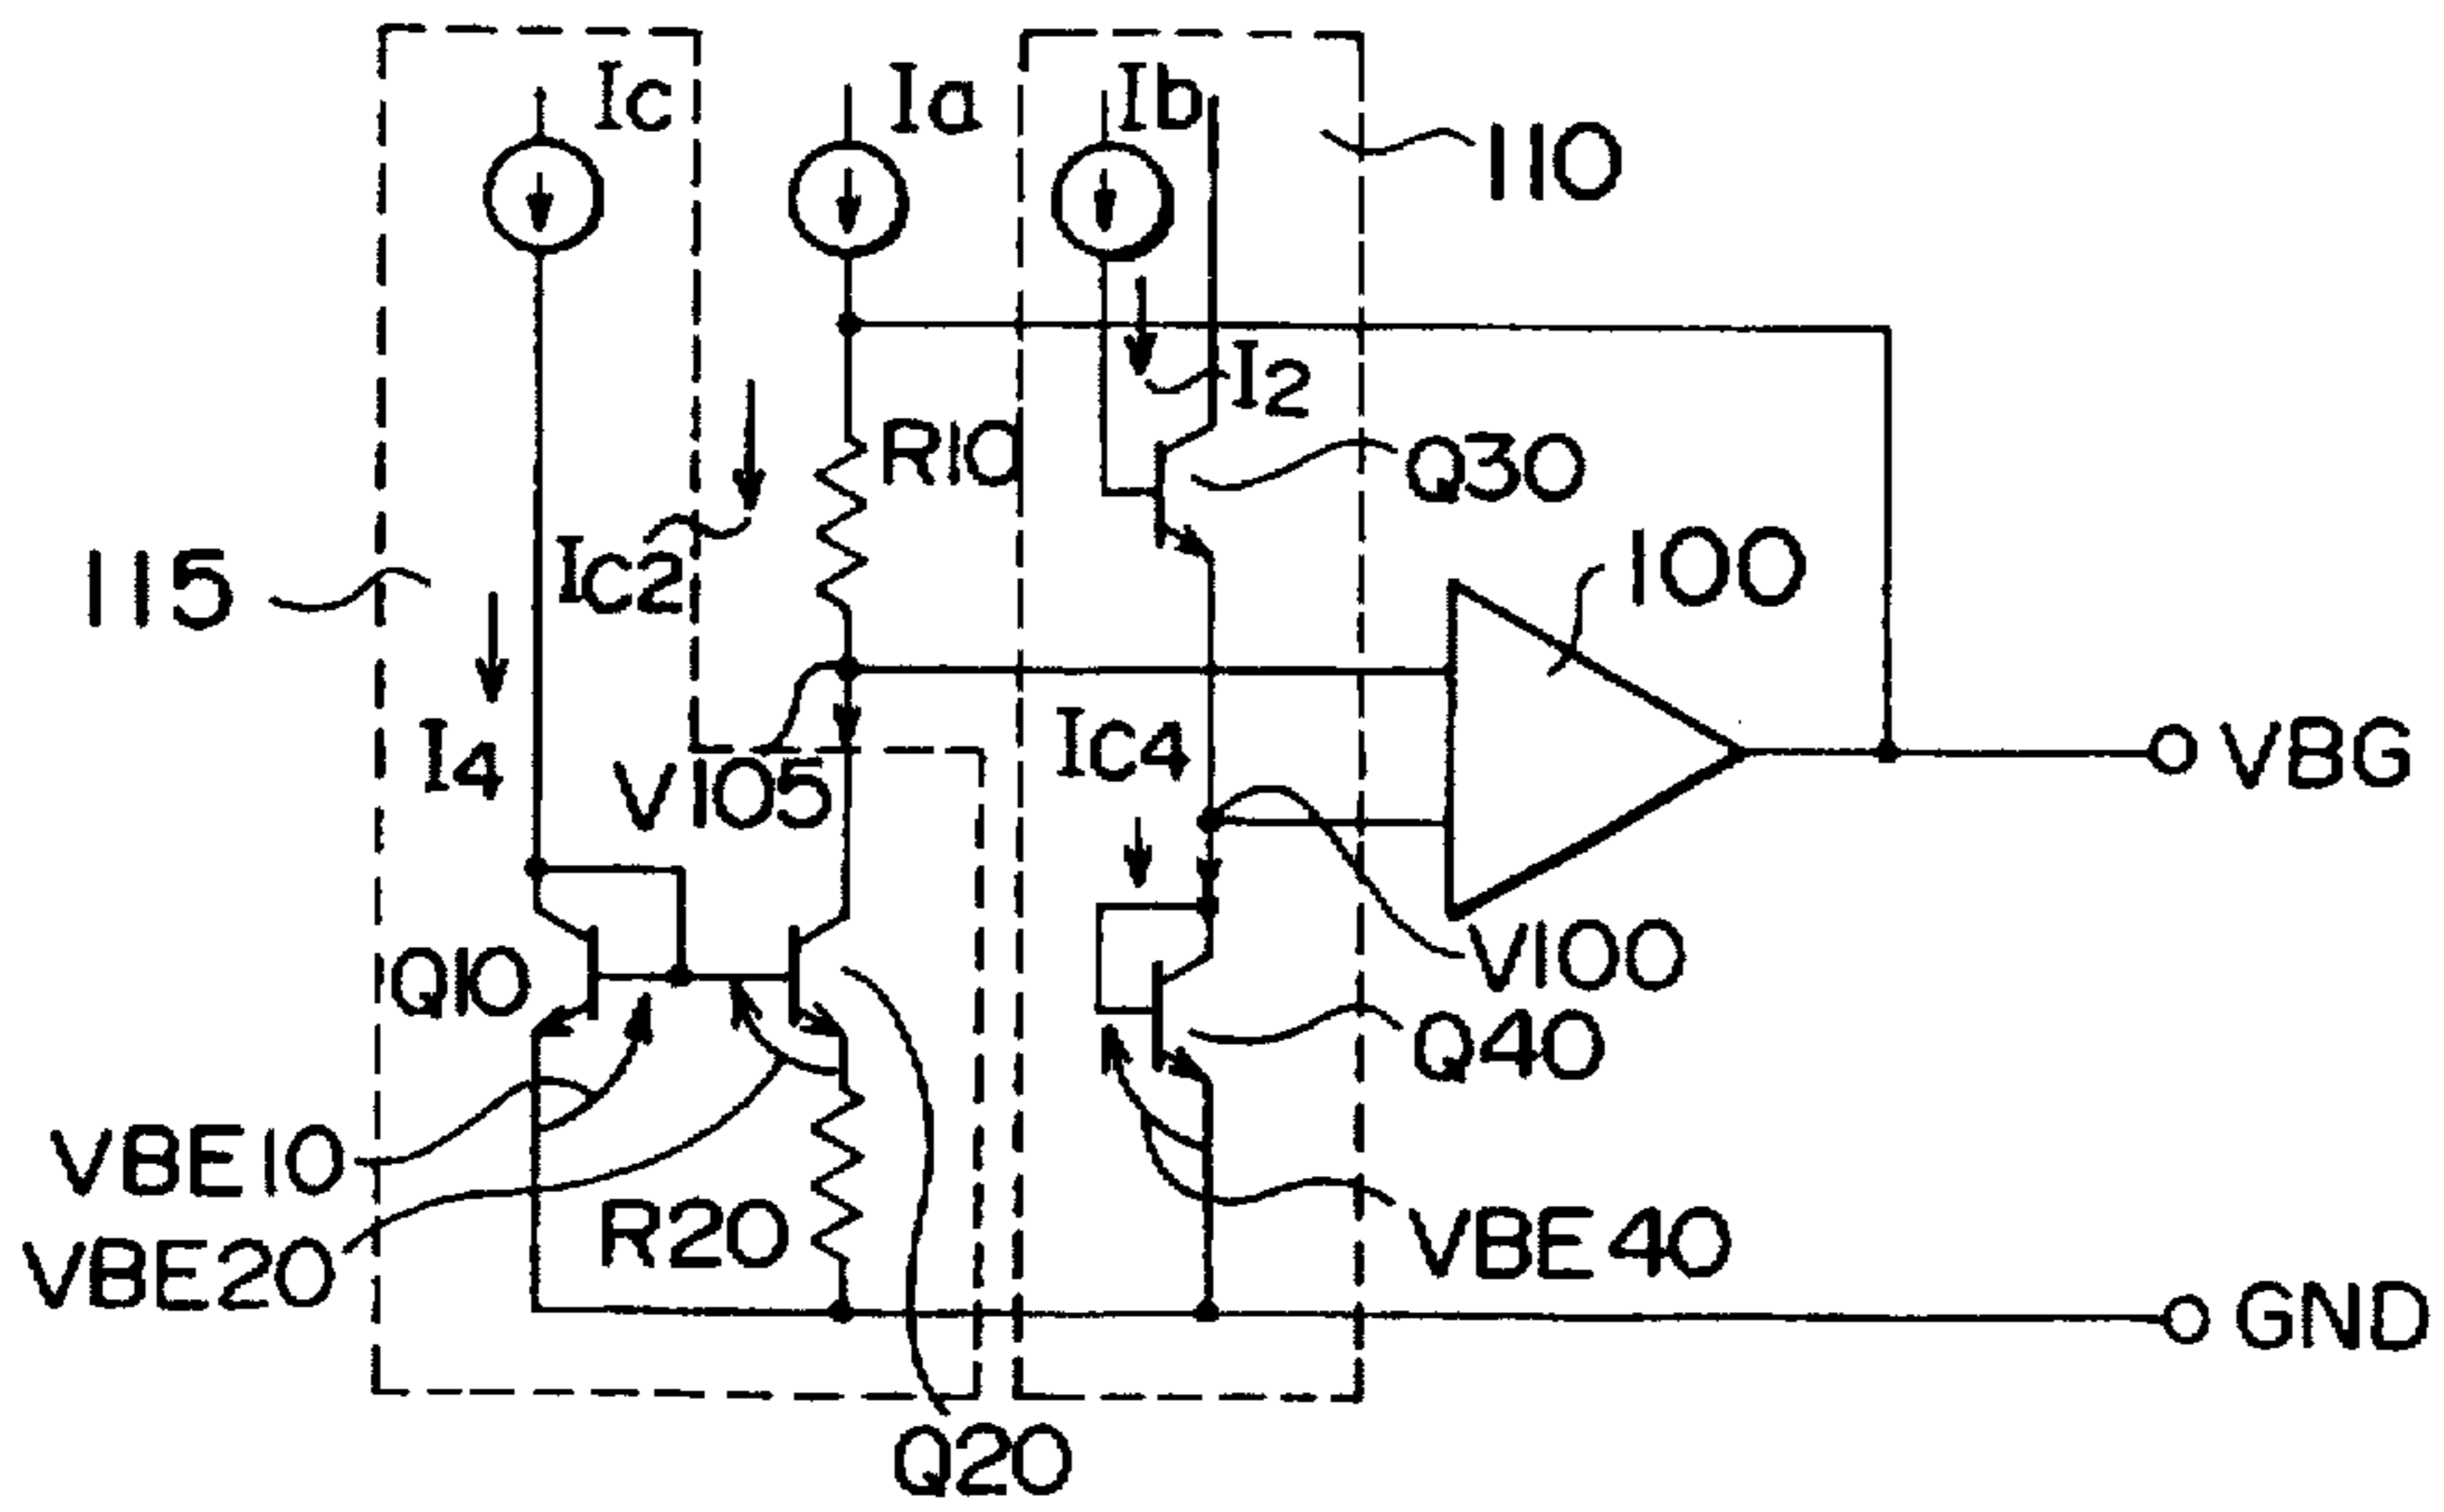 Ic
Ia
Ib
110
I2
R10
Q30
115
Ic2
100
I4
V105
Ic4
VBG
V100
Q10
Q40
VBE10
VBE20
R20
VBE40
GND
Q20